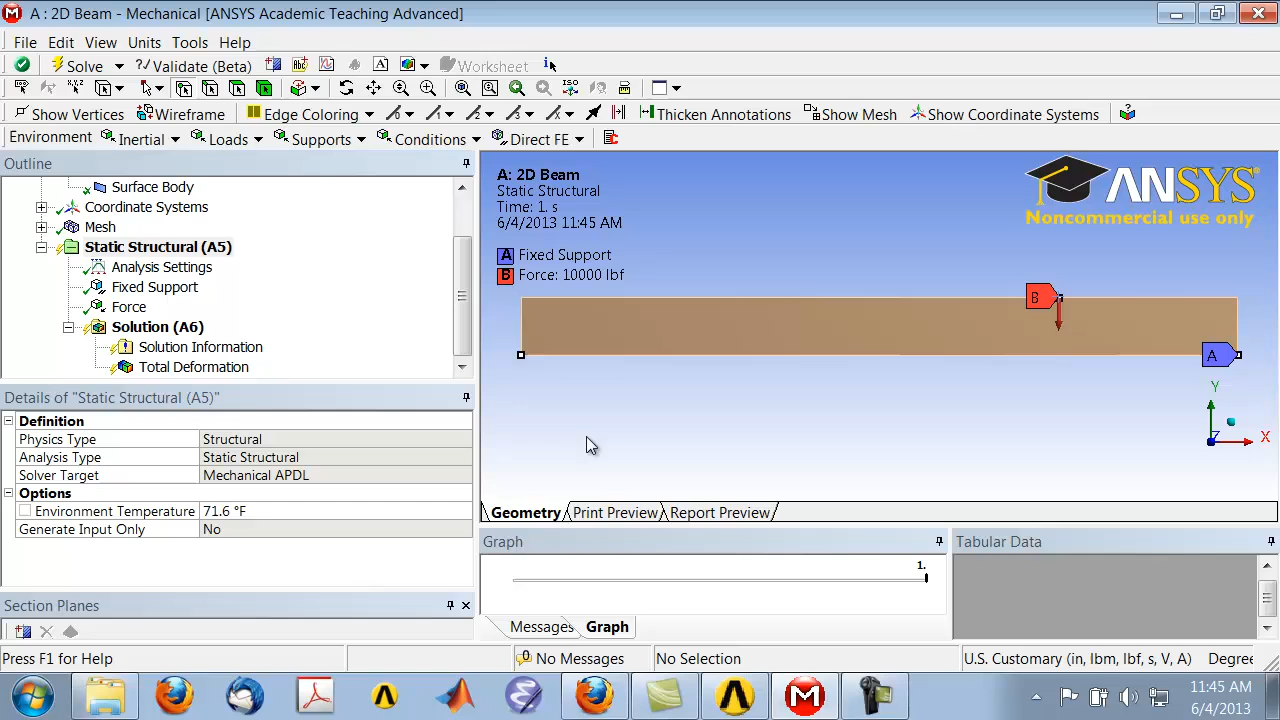 A : 2D Beam - Mechanical [ANSYS Academic Teaching Advanced]
File Edit View Units Tools Help
Solve Validate (Beta) Worksheet
Show Vertices Wireframe Edge Coloring Thicken Annotations Show Mesh Show Coordinate Systems
Environment Inertial Loads Supports Conditions Direct FE
Outline
Surface Body
Coordinate Systems
Mesh
Static Structural (A5)
Analysis Settings
Fixed Support
Force
Solution (A6)
Solution Information
Total Deformation
Details of "Static Structural (A5)"
Definition
Physics Type Structural
Analysis Type Static Structural
Solver Target Mechanical APDL
Options
Environment Temperature 71.6 °F
Generate Input Only No
Section Planes
A: 2D Beam
Static Structural
Time: 1. s
6/4/2013 11:45 AM
A Fixed Support
B Force: 10000 lbf
ANSYS
Noncommercial use only
B
A
Y
Z X
Geometry Print Preview Report Preview
Graph
1.
Messages Graph
Tabular Data
Press F1 for Help
0 No Messages
No Selection
U.S. Customary (in, lbm, lbf, s, V, A) Degree
11:45 AM
6/4/2013